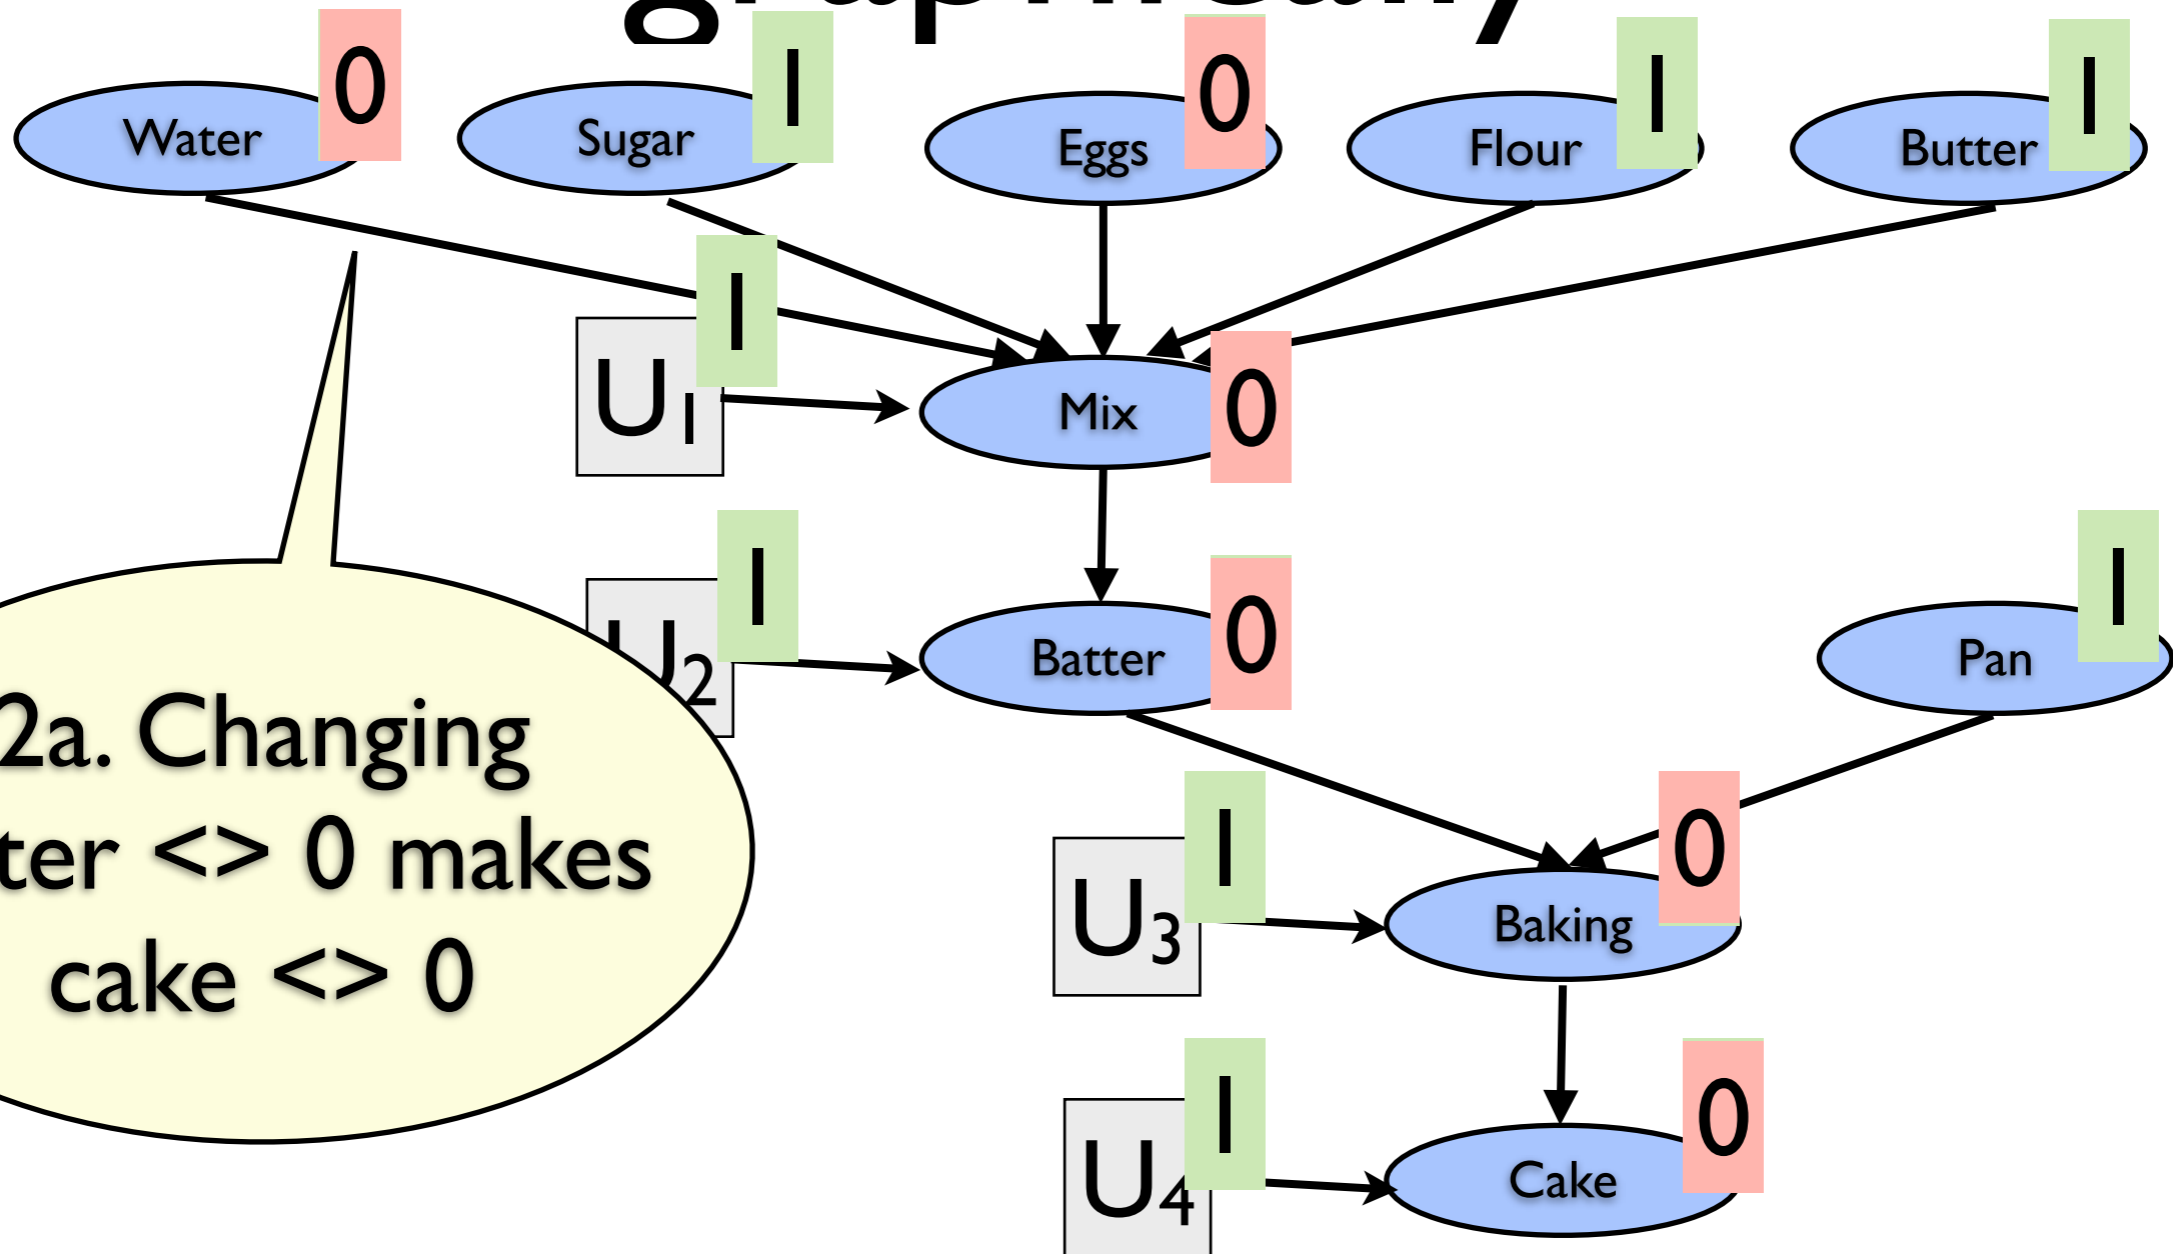 0 1 0 1 1
Water Sugar Eggs Flour Butter
1
U1 Mix 0
1 1
U2 Batter 0 Pan
2a. Changing
ter <> 0 makes
cake <> 0
1 0
U3 Baking
1 0
U4 Cake